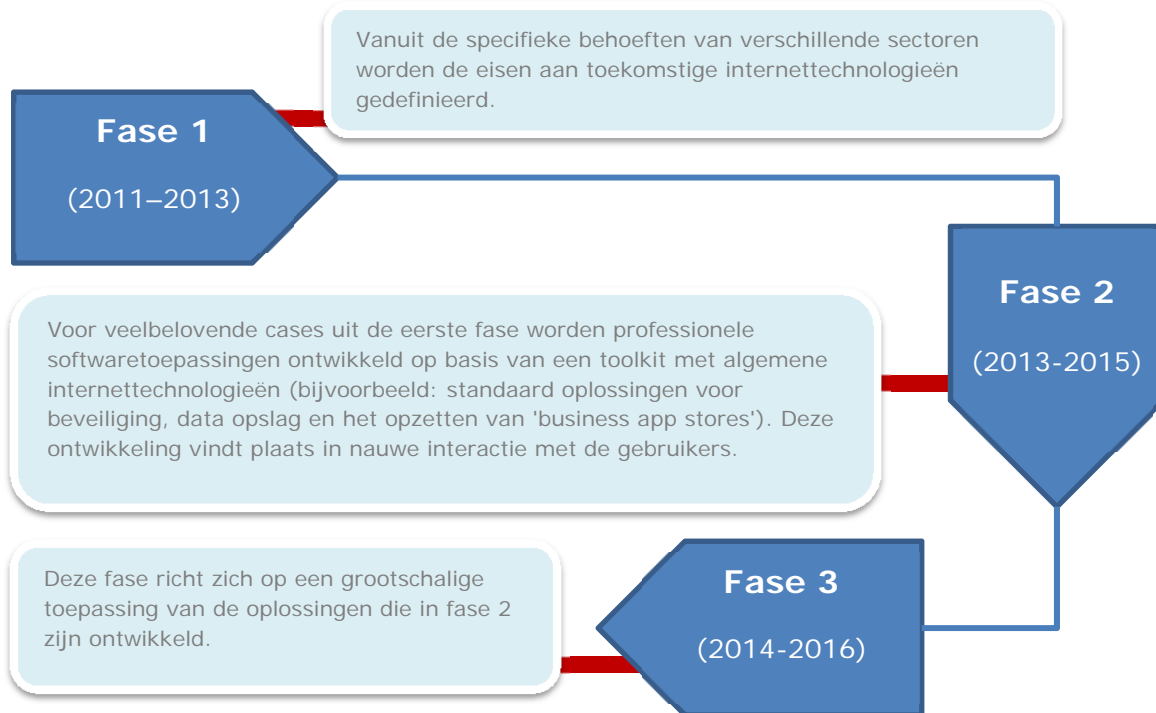 Vanuit de specifieke behoeften van verschillende sectoren
worden de eisen aan toekomstige internettechnologieën
gedefinieerd.
Fase 1
(2011–2013)
Fase 2
(2013-2015)
Voor veelbelovende cases uit de eerste fase worden professionele
softwaretoepassingen ontwikkeld op basis van een toolkit met algemene
internettechnologieën (bijvoorbeeld: standaard oplossingen voor
beveiliging, data opslag en het opzetten van 'business app stores'). Deze
ontwikkeling vindt plaats in nauwe interactie met de gebruikers.
Fase 3
(2014-2016)
Deze fase richt zich op een grootschalige
toepassing van de oplossingen die in fase 2
zijn ontwikkeld.